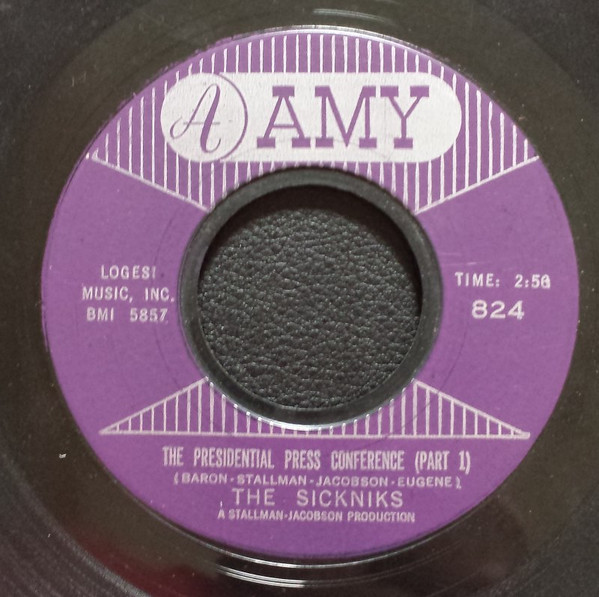 A AMY
LOGESI
MUSIC, INC.
BMI 5857
TIME: 2:56
824
THE PRESIDENTIAL PRESS CONFERENCE (PART 1)
(BARON-STALLMAN-JACOBSON-EUGENE)
THE SICKNIKS
A STALLMAN-JACOBSON PRODUCTION